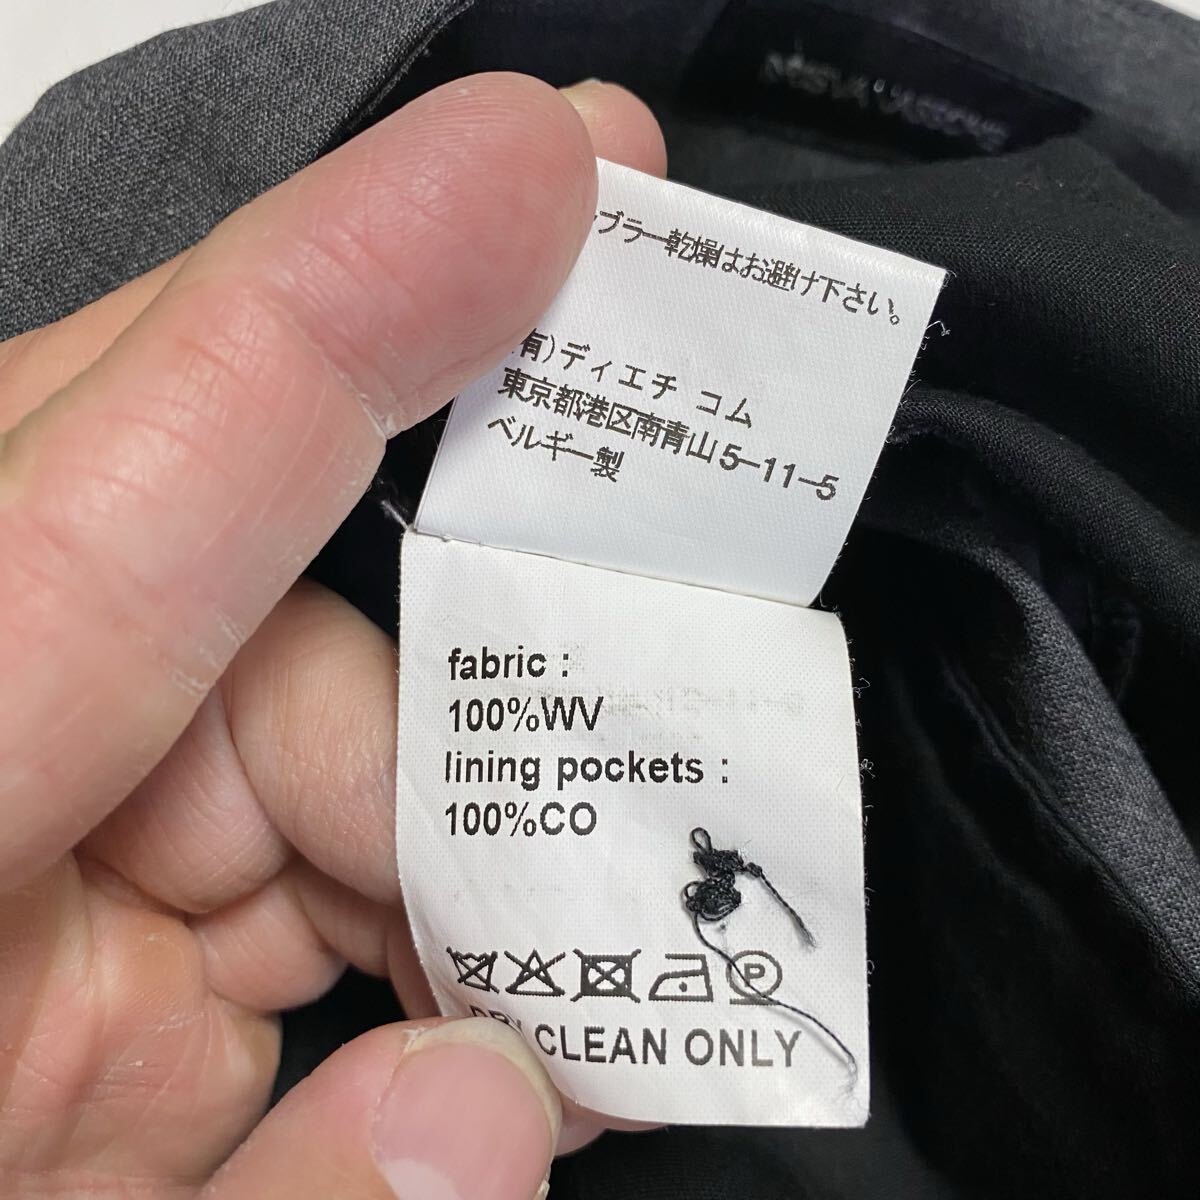 ブラー乾燥はお避け下さい。
有)ディエチ コム
東京都港区南青山5-11-5
ベルギー製
fabric :
100%WV
lining pockets :
100%CO
P
CLEAN ONLY